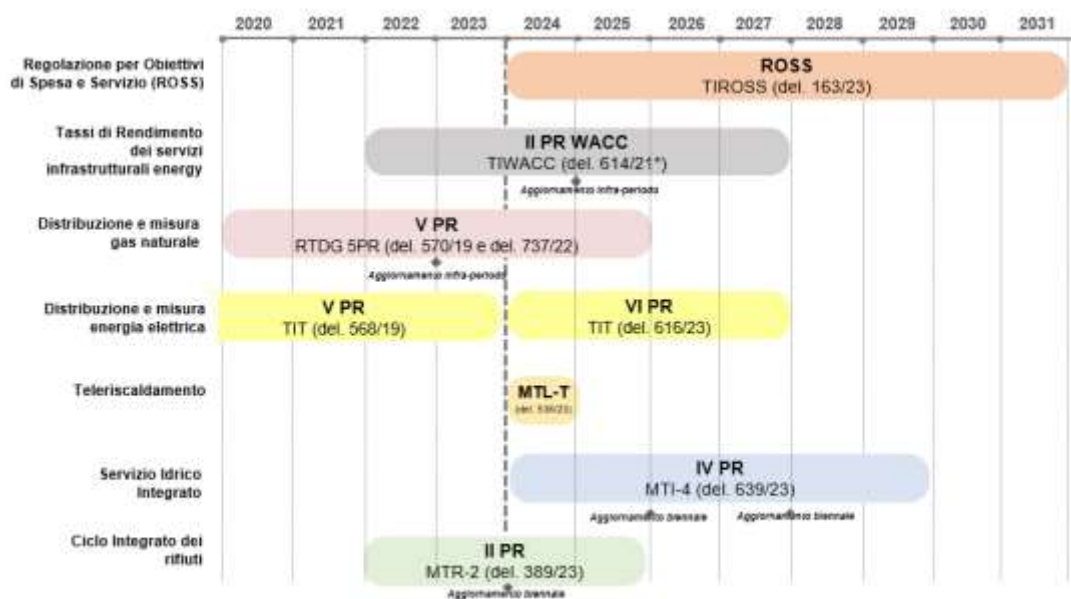 2020 2021 2022 2023 2024 2025 2026 2027 2028 2029 2030 2031
Regolazione per Obiettivi
di Spesa e Servizio (ROSS)
ROSS
TIROSS (del. 163/23)
Tassi di Rendimento
dei servizi
infrastrutturali energy
II PR WACC
TIWACC (del. 614/21*)
Aggiornamento infra-periodo
Distribuzione e misura
gas naturale
V PR
RTDG 5PR (del. 570/19 e del. 737/22)
Aggiornamento infra-periodo
Distribuzione e misura
energia elettrica
V PR
TIT (del. 568/19)
VI PR
TIT (del. 616/23)
Teleriscaldamento
MTL-T
(del. 638/23)
Servizio Idrico
Integrato
IV PR
MTI-4 (del. 639/23)
Aggiornamento biennale Aggiornamento biennale
Ciclo Integrato dei
rifiuti
II PR
MTR-2 (del. 389/23)
Aggiornamento biennale